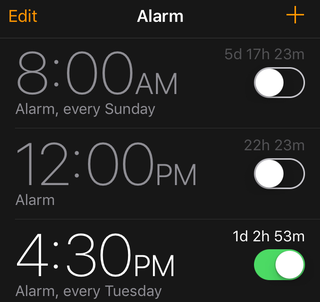 Edit Alarm +
5d 17h 23m
8:00AM
Alarm, every Sunday
22h 23m
12:00PM
Alarm
1d 2h 53m
4:30PM
Alarm, every Tuesday